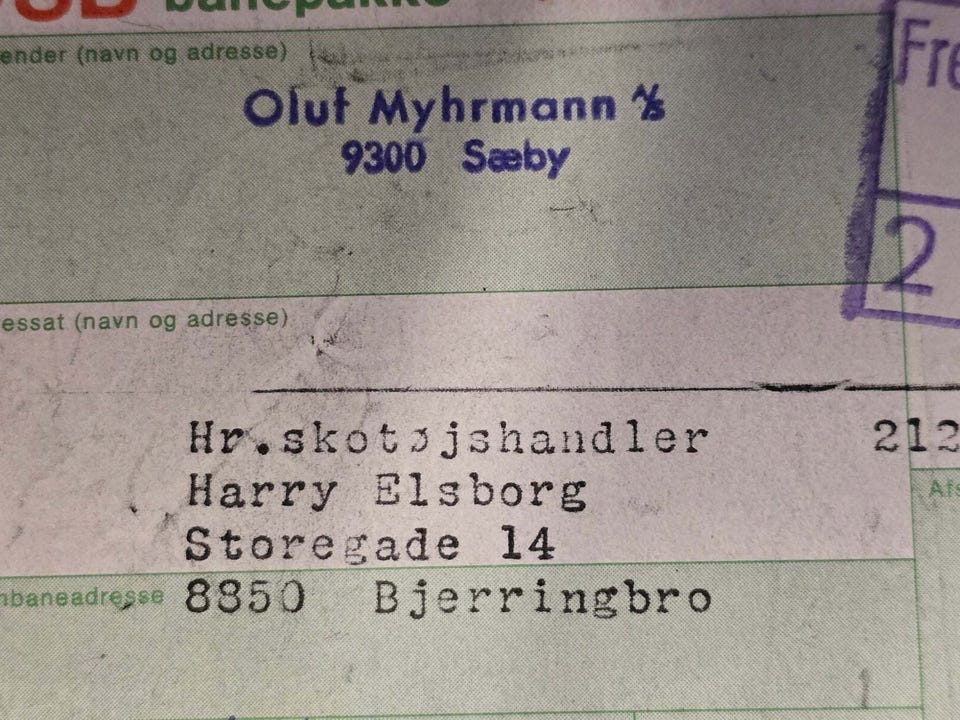 banepakke
ender (navn og adresse)
Fre
Oluf Myhrmann A/S
9300 Sæby
2
essat (navn og adresse)
Hr.skotøjshandler 212
Harry Elsborg
Afs
Storegade 14
nbaneadresse 8850 Bjerringbro